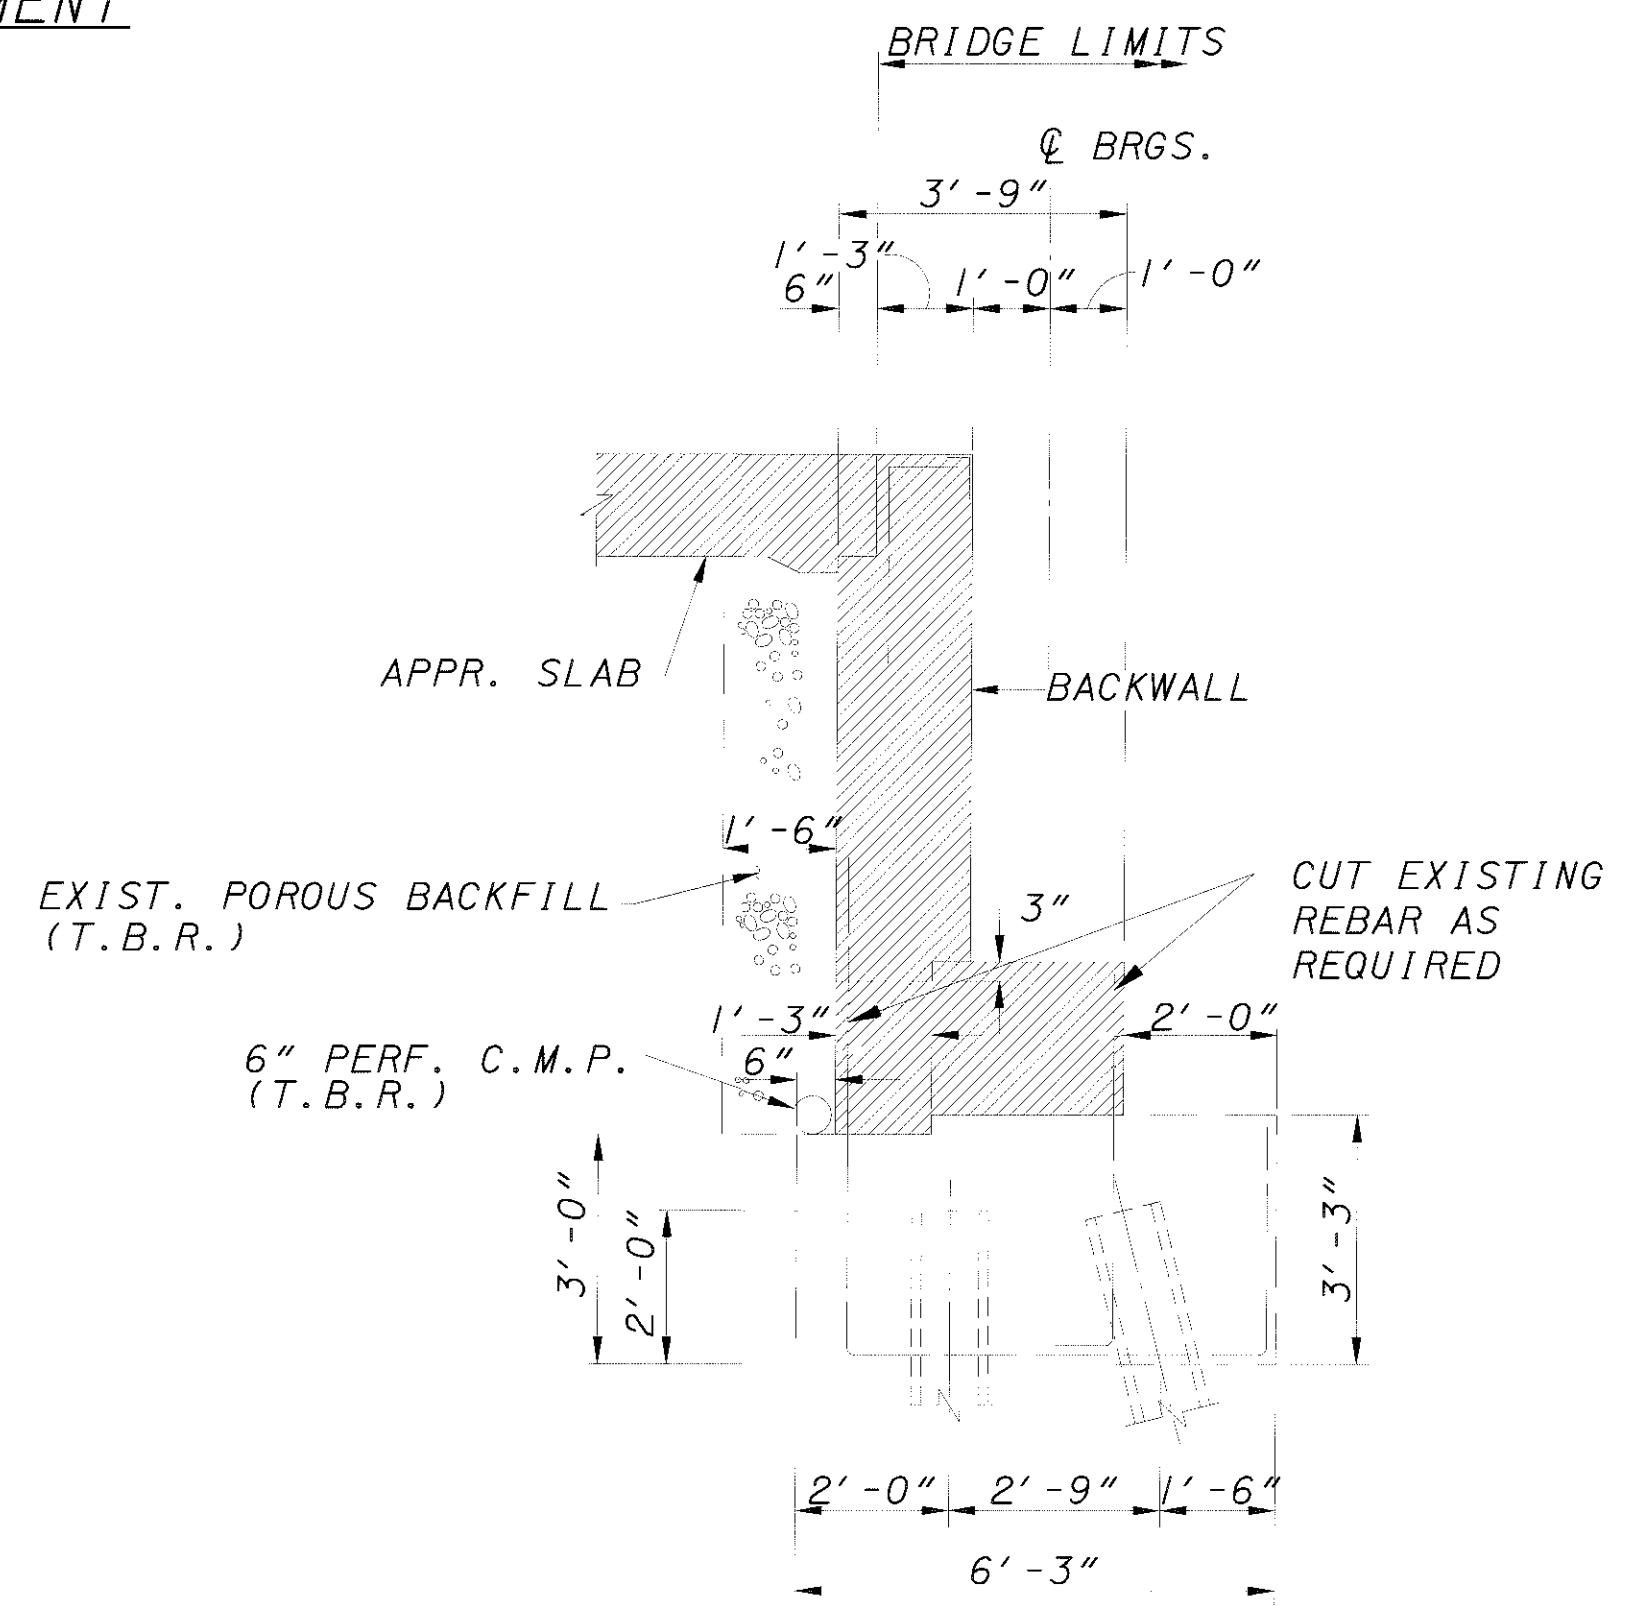 BRIDGE LIMITS
℄ BRGS.
3'-9"
1'-3"
6"
1'-0"
1'-0"
APPR. SLAB
BACKWALL
1'-6"
EXIST. POROUS BACKFILL
(T.B.R.)
3"
CUT EXISTING
REBAR AS
REQUIRED
1'-3"
2'-0"
6" PERF. C.M.P.
(T.B.R.)
6"
3'-0"
2'-0"
3'-3"
2'-0"
2'-9"
1'-6"
6'-3"